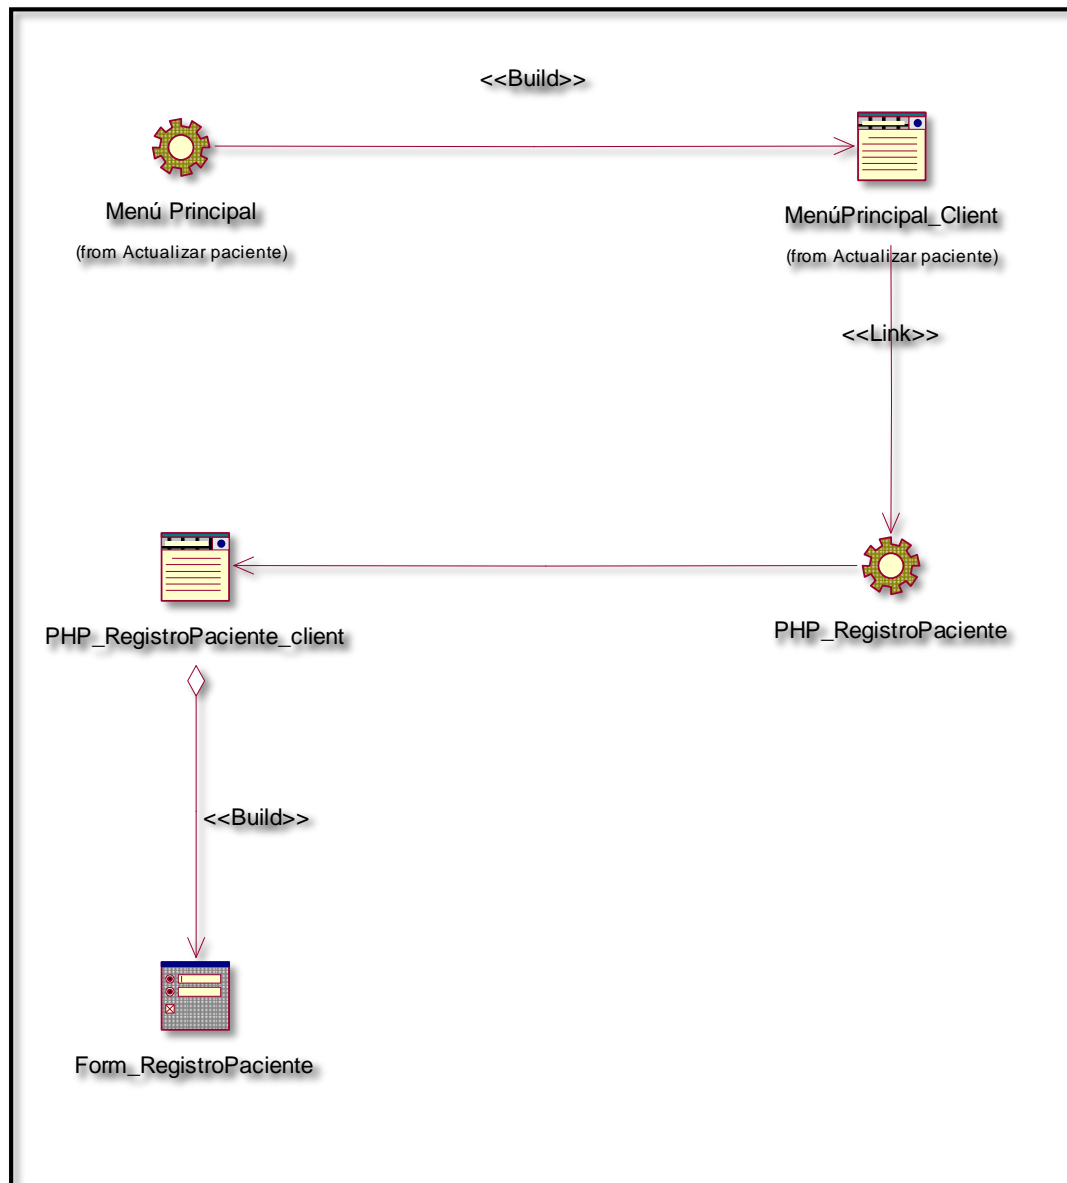 <<Build>>
Menú Principal
(from Actualizar paciente)
MenúPrincipal_Client
(from Actualizar paciente)
<<Link>>
PHP_RegistroPaciente_client
PHP_RegistroPaciente
<<Build>>
Form_RegistroPaciente